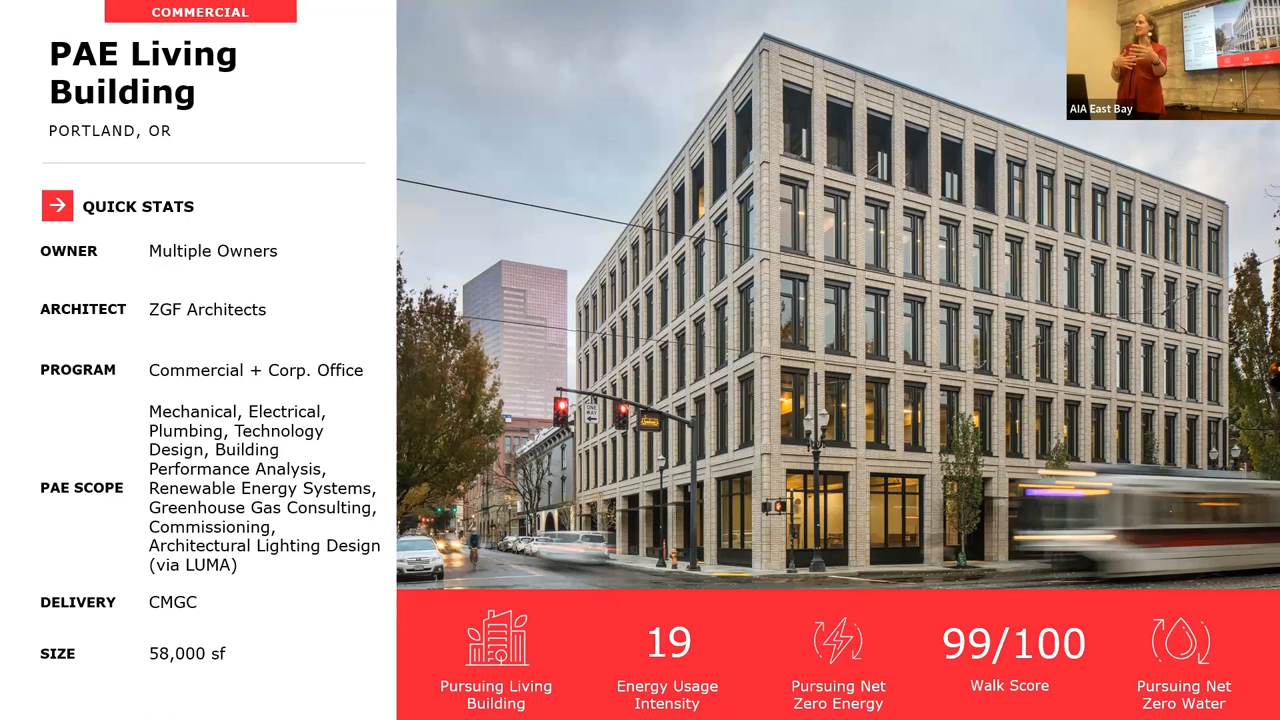 COMMERCIAL
PAE Living
Building
PORTLAND, OR
QUICK STATS
OWNER Multiple Owners
ARCHITECT ZGF Architects
PROGRAM Commercial + Corp. Office
PAE SCOPE Mechanical, Electrical,
Plumbing, Technology
Design, Building
Performance Analysis,
Renewable Energy Systems,
Greenhouse Gas Consulting,
Commissioning,
Architectural Lighting Design
(via LUMA)
DELIVERY CMGC
SIZE 58,000 sf
AIA East Bay
ONE
WAY
Pursuing Living
Building
19
Energy Usage
Intensity
Pursuing Net
Zero Energy
99/100
Walk Score
Pursuing Net
Zero Water